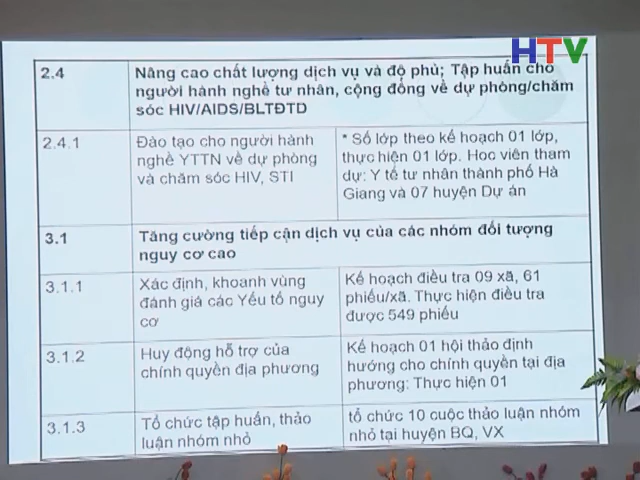 HTV
2.4
Nâng cao chất lượng dịch vụ và độ phủ; Tập huấn cho
người hành nghề tư nhân, cộng đồng về dự phòng/chăm
sóc HIV/AIDS/BLTĐTD
2.4.1
Đào tạo cho người hành
nghề YTTN về dự phòng
và chăm sóc HIV, STI
* Số lớp theo kế hoạch 01 lớp,
thực hiện 01 lớp. Hoc viên tham
dự: Y tế tư nhân thành phố Hà
Giang và 07 huyện Dự án
3.1
Tăng cường tiếp cận dịch vụ của các nhóm đối tượng
nguy cơ cao
3.1.1
Xác định, khoanh vùng
đánh giá các Yếu tố nguy
cơ
Kế hoạch điều tra 09 xã, 61
phiếu/xã. Thực hiện điều tra
được 549 phiếu
3.1.2
Huy động hỗ trợ của
chính quyền địa phương
Kế hoạch 01 hội thảo định
hướng cho chính quyền tại địa
phương: Thực hiện 01
3.1.3
Tổ chức tập huấn, thảo
luận nhóm nhỏ
tổ chức 10 cuộc thảo luận nhóm
nhỏ tại huyện BQ, VX